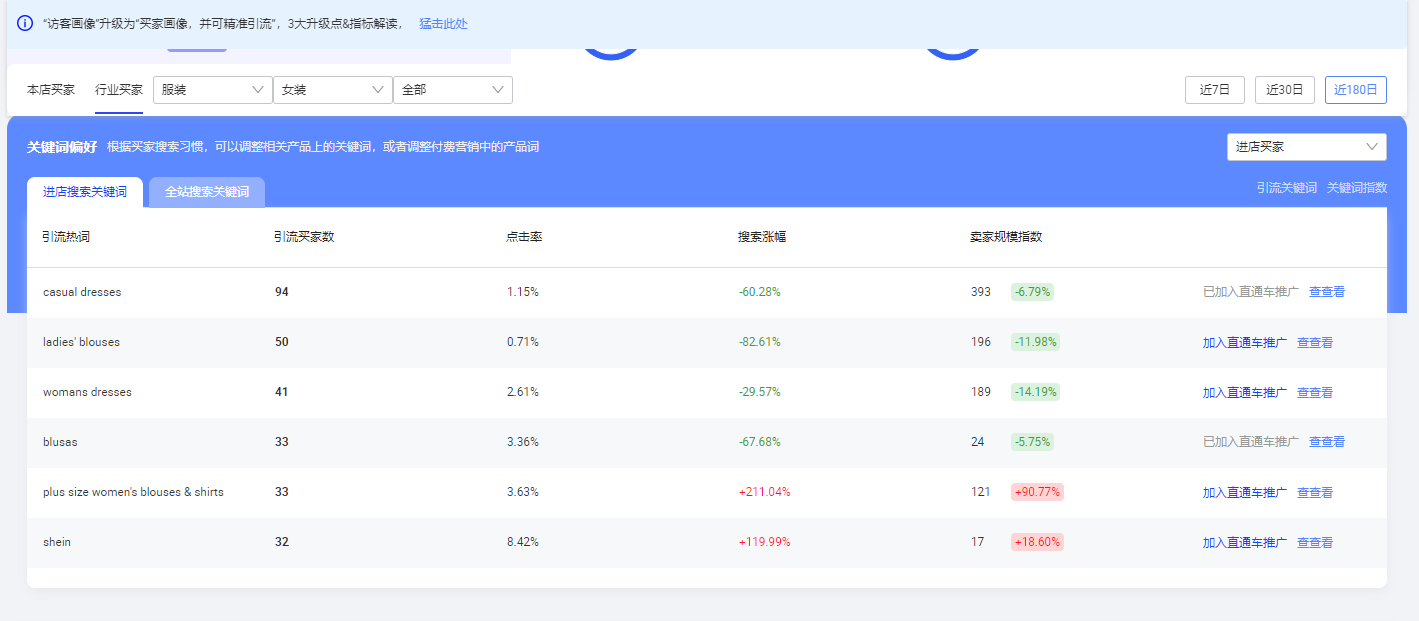 “访客画像”升级为“买家画像，并可精准引流”，3大升级点&指标解读， 猛击此处
本店买家 行业买家 服装 女装 全部 近7日 近30日 近180日
关键词偏好 根据买家搜索习惯，可以调整相关产品上的关键词，或者调整付费营销中的产品词 进店买家
进店搜索关键词 全站搜索关键词 引流关键词 关键词指数
引流热词 引流买家数 点击率 搜索涨幅 卖家规模指数
casual dresses 94 1.15% -60.28% 393 -6.79% 已加入直通车推广 查查看
ladies' blouses 50 0.71% -82.61% 196 -11.98% 加入直通车推广 查查看
womans dresses 41 2.61% -29.57% 189 -14.19% 加入直通车推广 查查看
blusas 33 3.36% -67.68% 24 -5.75% 已加入直通车推广 查查看
plus size women's blouses & shirts 33 3.63% +211.04% 121 +90.77% 加入直通车推广 查查看
shein 32 8.42% +119.99% 17 +18.60% 加入直通车推广 查查看